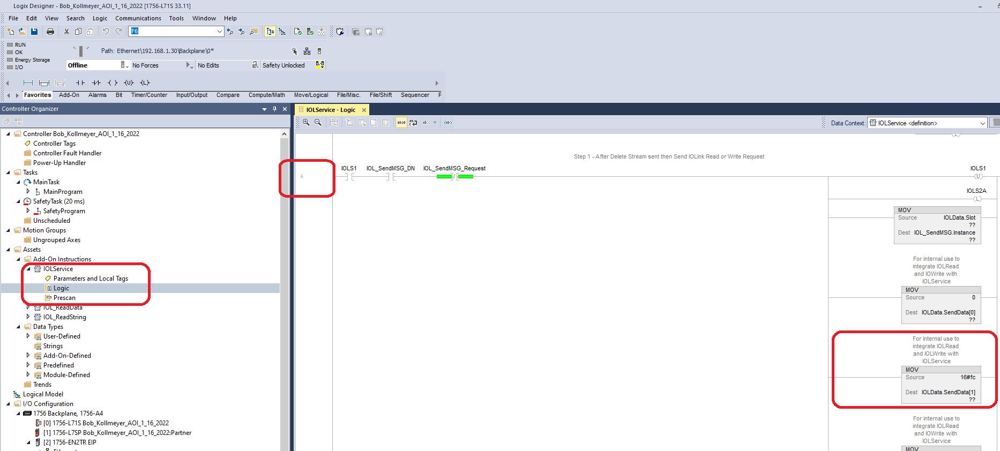 Logix Designer - Bob_Kollmeyer_AOI_1_16_2022 [1756-L71S 33.11]
File Edit View Search Logic Communications Tools Window Help
F6
RUN
OK
Energy Storage
I/O
Path: Ethernet\192.168.1.30\Backplane\0*
Offline No Forces No Edits Safety Unlocked
Favorites Add-On Alarms Bit Timer/Counter Input/Output Compare Compute/Math Move/Logical File/Misc. File/Shift Sequencer P
Controller Organizer
Controller Bob_Kollmeyer_AOI_1_16_2022
Controller Tags
Controller Fault Handler
Power-Up Handler
Tasks
MainTask
MainProgram
SafetyTask (20 ms)
SafetyProgram
Unscheduled
Motion Groups
Ungrouped Axes
Assets
Add-On Instructions
IOLService
Parameters and Local Tags
Logic
Prescan
IOL_ReadData
IOL_ReadString
Data Types
User-Defined
Strings
Add-On-Defined
Predefined
Module-Defined
Trends
Logical Model
I/O Configuration
1756 Backplane, 1756-A4
[0] 1756-L71S Bob_Kollmeyer_AOI_1_16_2022
[1] 1756-L7SP Bob_Kollmeyer_AOI_1_16_2022:Partner
[2] 1756-EN2TR EIP
IOLService - Logic
Data Context: IOLService <definition>
Step 1 - After Delete Stream sent then Send IOLink Read or Write Request
4
IOLS1 IOL_SendMSG_DN IOL_SendMSG_Request IOLS1
U
IOLS2A
L
MOV
Source IOLData.Slot
??
Dest IOL_SendMSG.Instance
??
For internal use to
integrate IOLRead
and IOWrite with
IOLService
MOV
Source 0
Dest IOLData.SendData[0]
??
For internal use to
integrate IOLRead
and IOLWrite with
IOLService
MOV
Source 16#fc
Dest IOLData.SendData[1]
??
For internal use to
integrate IOLRead
and IOWrite with
IOLService
MOV